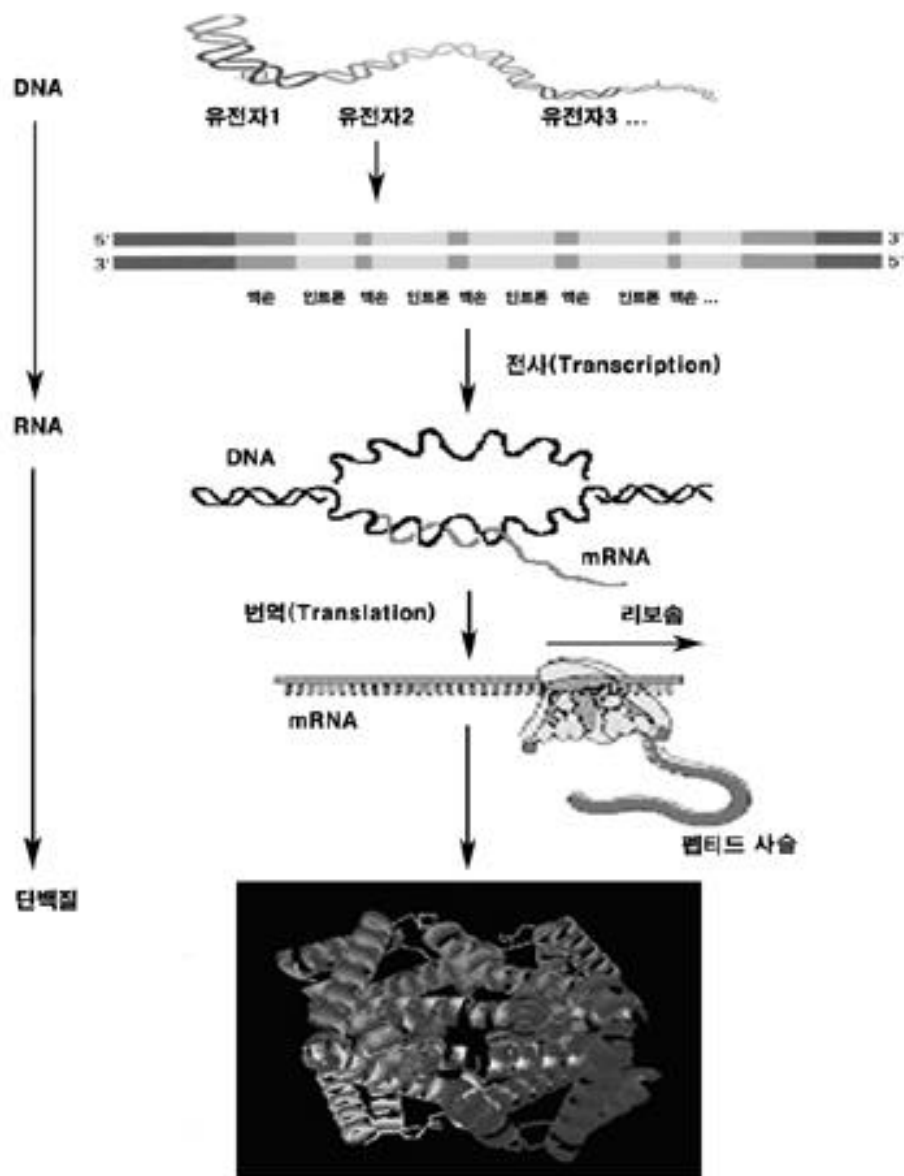 DNA
유전자1 유전자2 유전자3 ...
5' 3'
3' 5'
엑손 인트론 엑손 인트론 엑손 인트론 엑손 인트론 엑손 ...
전사(Transcription)
RNA
DNA
mRNA
번역(Translation)
리보솜
mRNA
펩티드 사슬
단백질